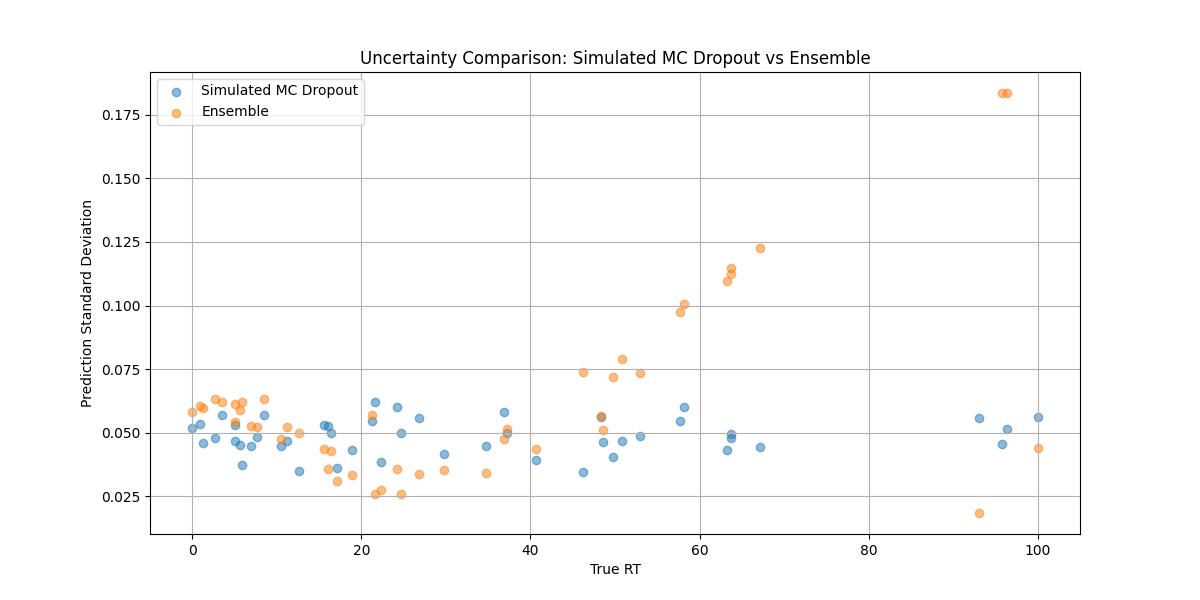 Uncertainty Comparison: Simulated MC Dropout vs Ensemble
Simulated MC Dropout
Ensemble
Prediction Standard Deviation
0.175
0.150
0.125
0.100
0.075
0.050
0.025
0 20 40 60 80 100
True RT